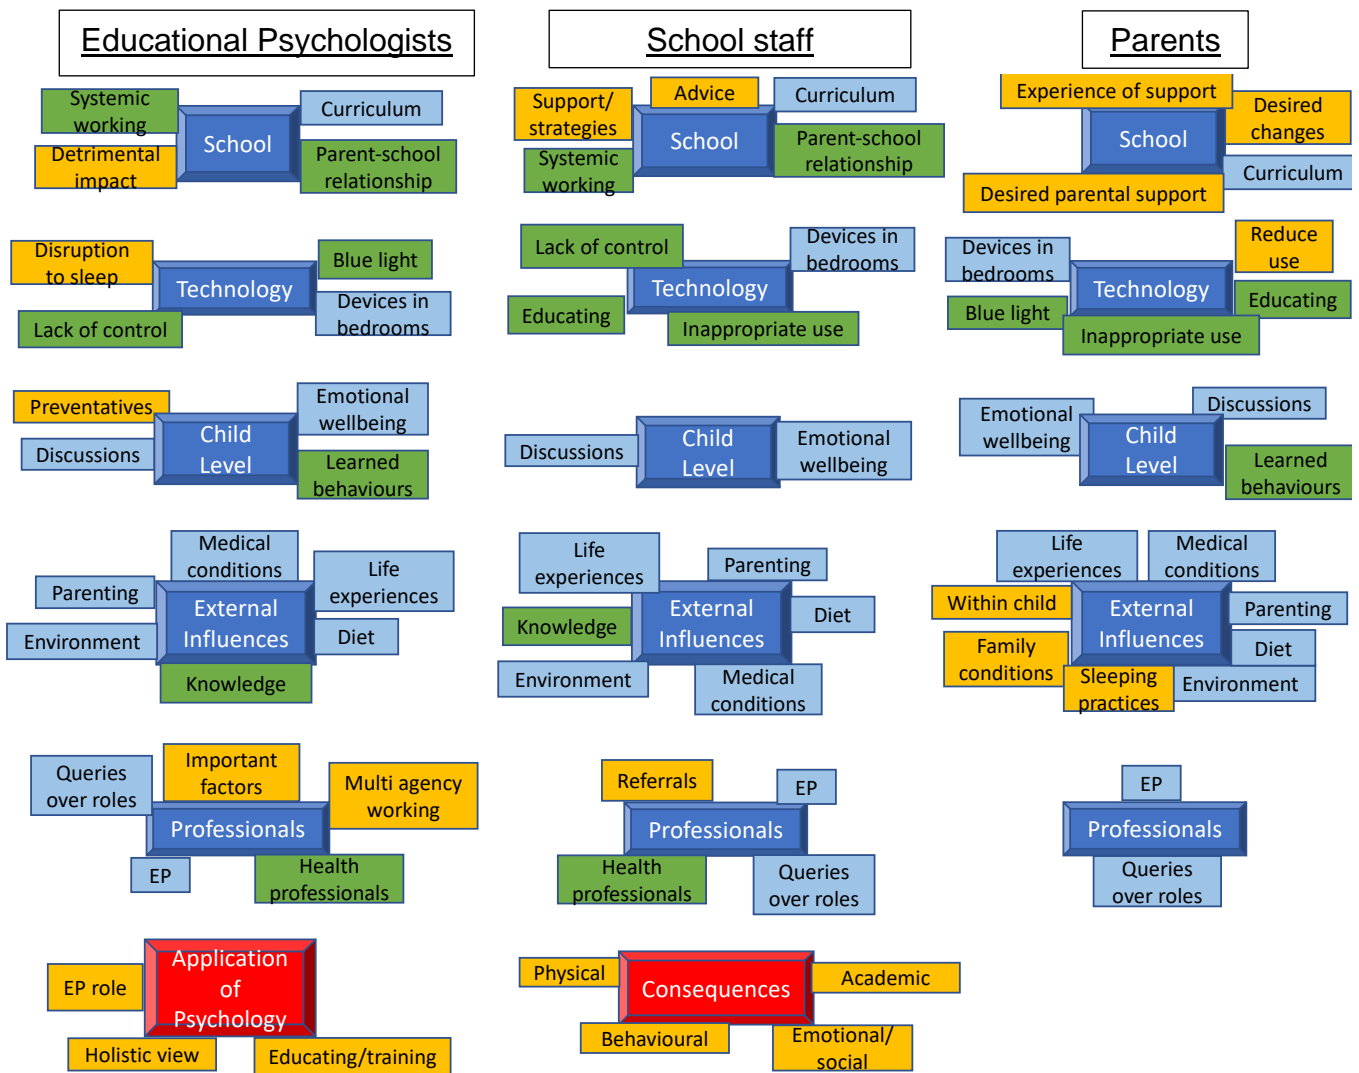 Educational Psychologists
Systemic
working
Curriculum
School
Detrimental
impact
Parent-school
relationship
Disruption
to sleep
Blue light
Technology
Devices in
bedrooms
Lack of control
Preventatives
Emotional
wellbeing
Child
Level
Discussions
Learned
behaviours
Medical
conditions
Life
experiences
Parenting
External
Influences
Environment
Diet
Knowledge
Queries
over roles
Important
factors
Multi agency
working
Professionals
EP
Health
professionals
Application
of
Psychology
EP role
Holistic view
Educating/training
School staff
Support/
strategies
Advice
Curriculum
School
Systemic
working
Parent-school
relationship
Lack of control
Devices in
bedrooms
Technology
Educating
Inappropriate use
Child
Level
Discussions
Emotional
wellbeing
Life
experiences
Parenting
Knowledge
External
Influences
Diet
Environment
Medical
conditions
Referrals
EP
Professionals
Health
professionals
Queries
over roles
Physical
Consequences
Academic
Behavioural
Emotional/
social
Parents
Experience of support
Desired
changes
School
Curriculum
Desired parental support
Devices in
bedrooms
Reduce
use
Technology
Blue light
Educating
Inappropriate use
Emotional
wellbeing
Discussions
Child
Level
Learned
behaviours
Life
experiences
Medical
conditions
Within child
External
Influences
Parenting
Family
conditions
Diet
Sleeping
practices
Environment
EP
Professionals
Queries
over roles